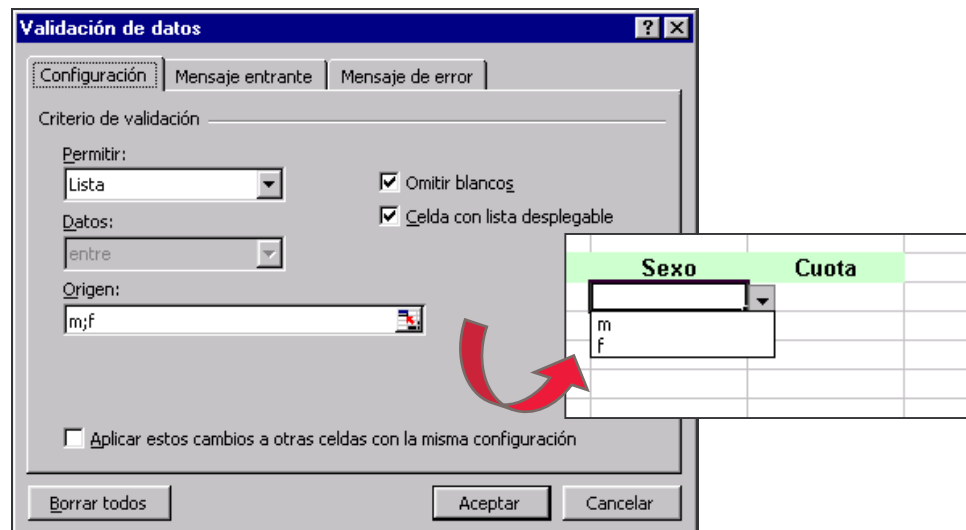 Validación de datos
Configuración
Mensaje entrante
Mensaje de error
Criterio de validación
Permitir:
Lista
Omitir blancos
Datos:
Celda con lista desplegable
entre
Origen:
m;f
Sexo
Cuota
m
f
Aplicar estos cambios a otras celdas con la misma configuración
Borrar todos
Aceptar
Cancelar